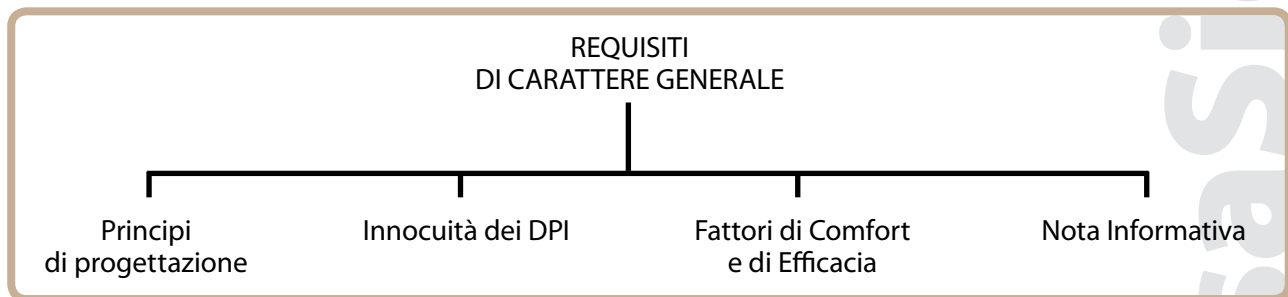 REQUISITI
DI CARATTERE GENERALE
Principi
di progettazione
Innocuità dei DPI
Fattori di Comfort
e di Efficacia
Nota Informativa